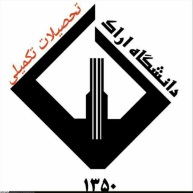 تحصیلات تکمیلی
دانشگاه اراک
۱۳۵۰